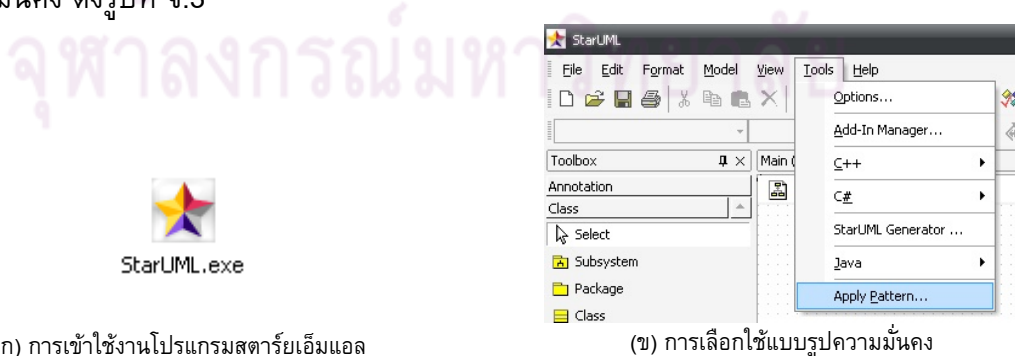 มั่นคง ดังรูปที่ ข.3
จุฬาลงกรณ์มหาวิทยาลัย
StarUML
File Edit Format Model View Tools Help
Options...
Add-In Manager...
Toolbox
Main (
C++
Annotation
Class
C#
Select
StarUML Generator ...
Subsystem
Java
Package
Apply Pattern...
Class
StarUML.exe
ก) การเข้าใช้งานโปรแกรมสตาร์ยูเอ็มแอล
(ข) การเลือกใช้แบบรูปความมั่นคง